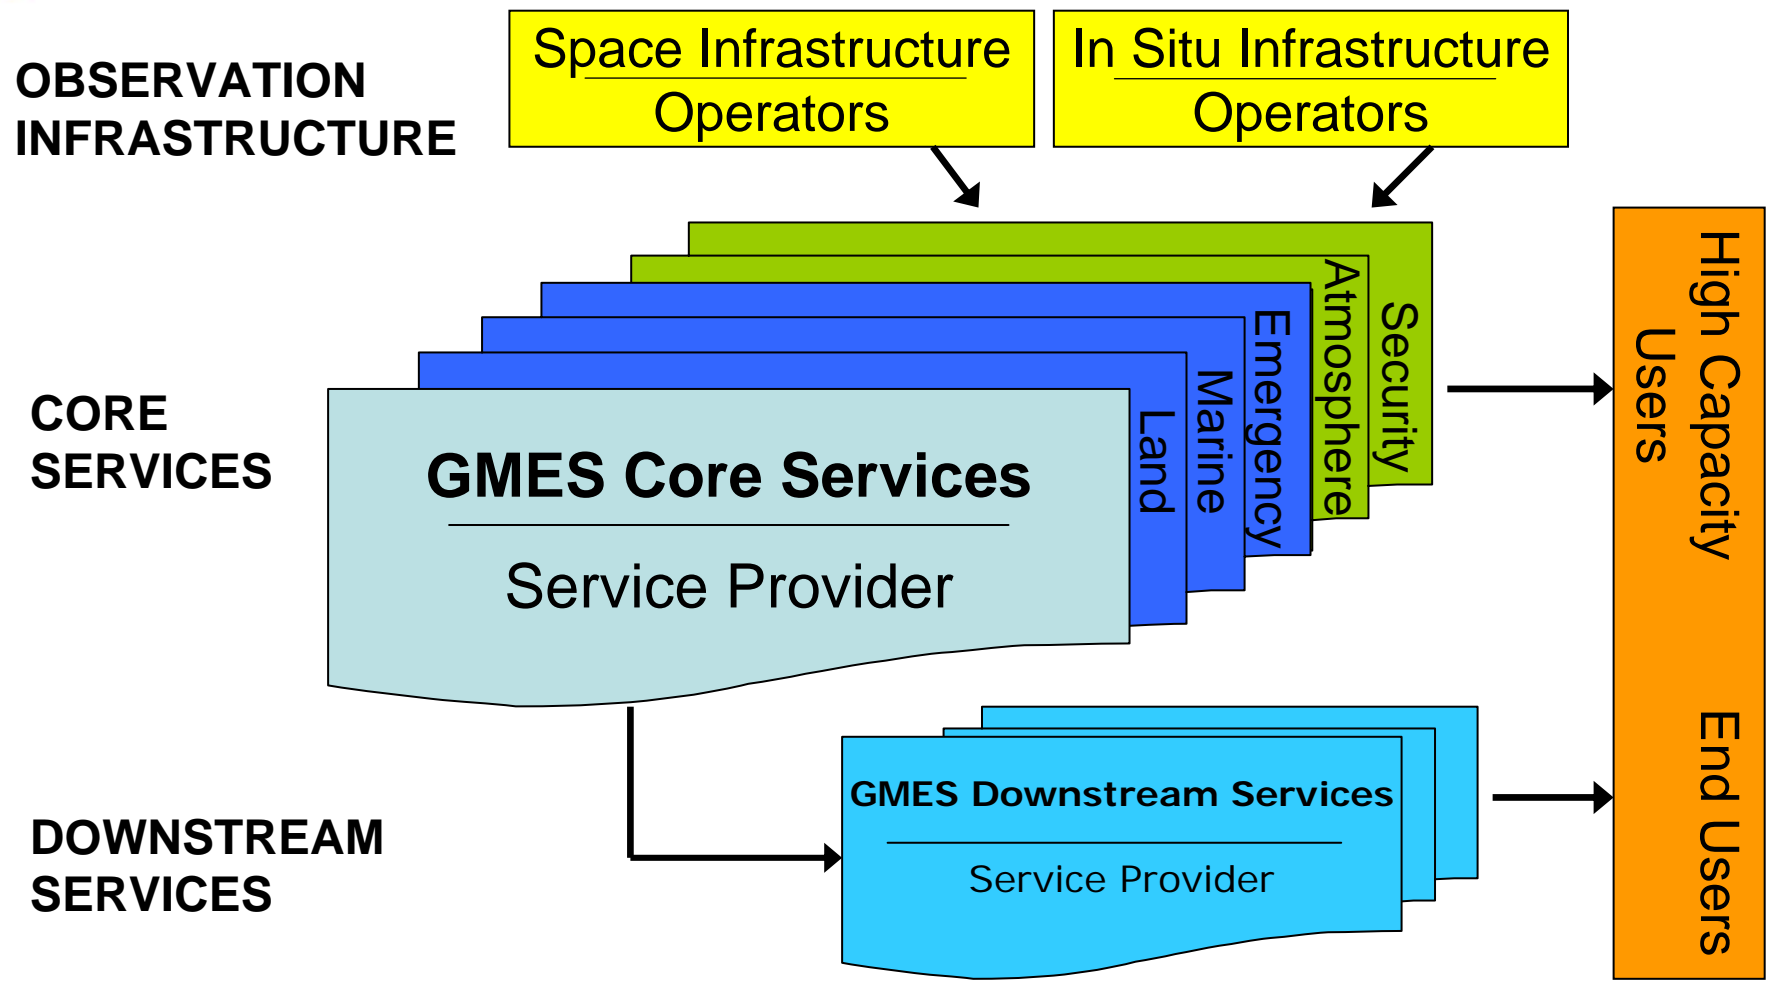 OBSERVATION
INFRASTRUCTURE
Space Infrastructure
Operators
In Situ Infrastructure
Operators
CORE
SERVICES
GMES Core Services
Service Provider
Land
Marine
Emergency
Atmosphere
Security
High Capacity
Users
End Users
DOWNSTREAM
SERVICES
GMES Downstream Services
Service Provider